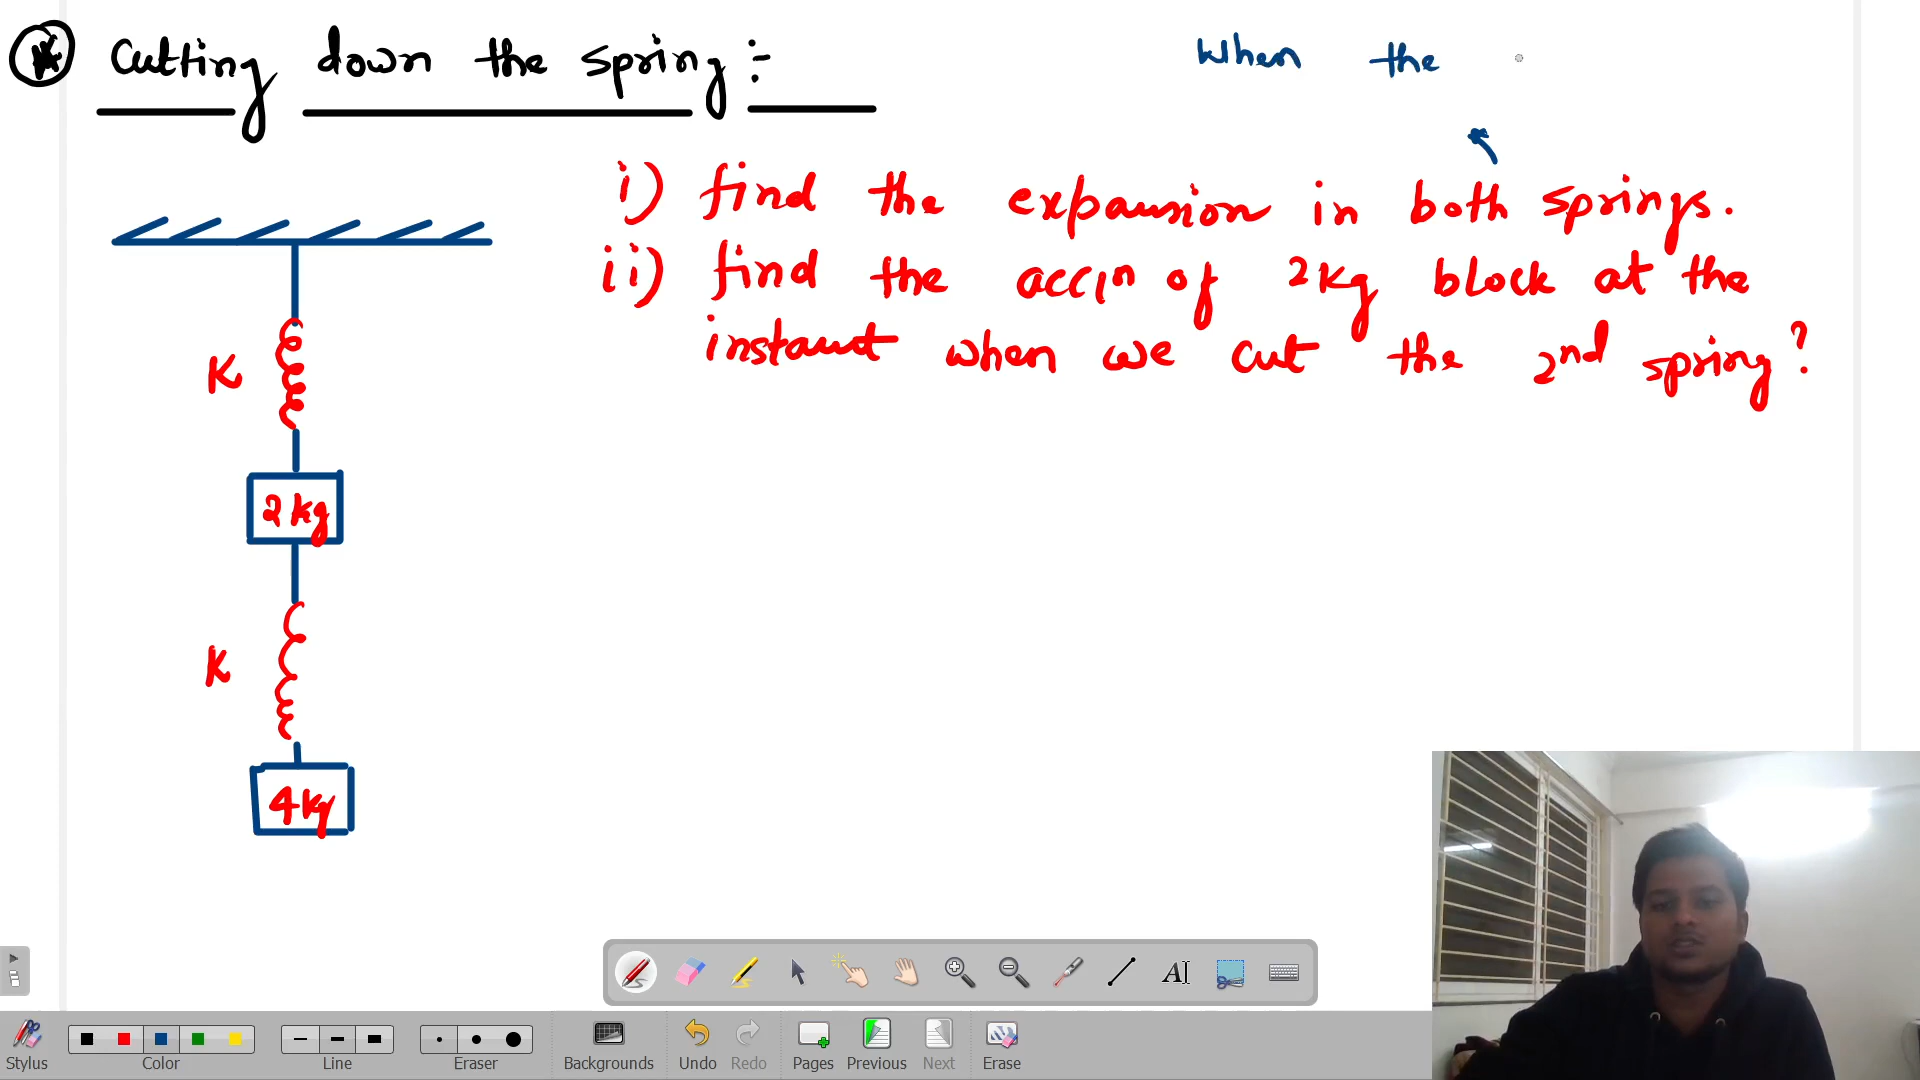 Cutting down the spring :-
when the
i) find the expansion in both springs.
ii) find the accln of 2kg block at the
instant when we cut the 2nd spring?
K
2kg
K
4kg
Stylus
Color
Line
Eraser
Backgrounds
Undo
Redo
Pages
Previous
Next
Erase